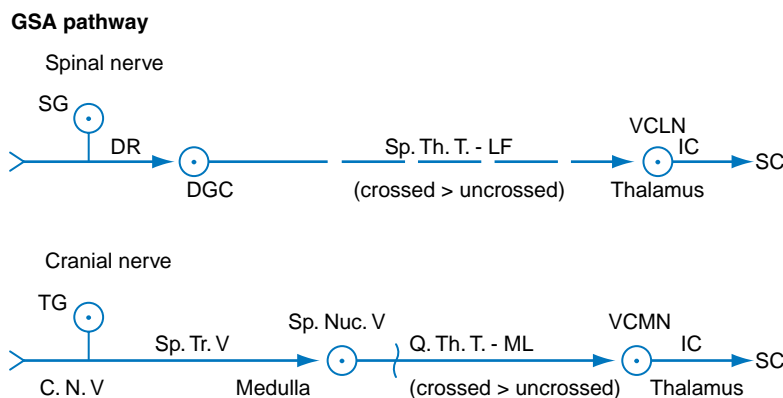 GSA pathway
Spinal nerve
SG
DR
DGC
Sp. Th. T. - LF
(crossed > uncrossed)
VCLN
IC
Thalamus
SC
Cranial nerve
TG
Sp. Tr. V
C. N. V
Medulla
Sp. Nuc. V
Q. Th. T. - ML
(crossed > uncrossed)
VCMN
IC
Thalamus
SC